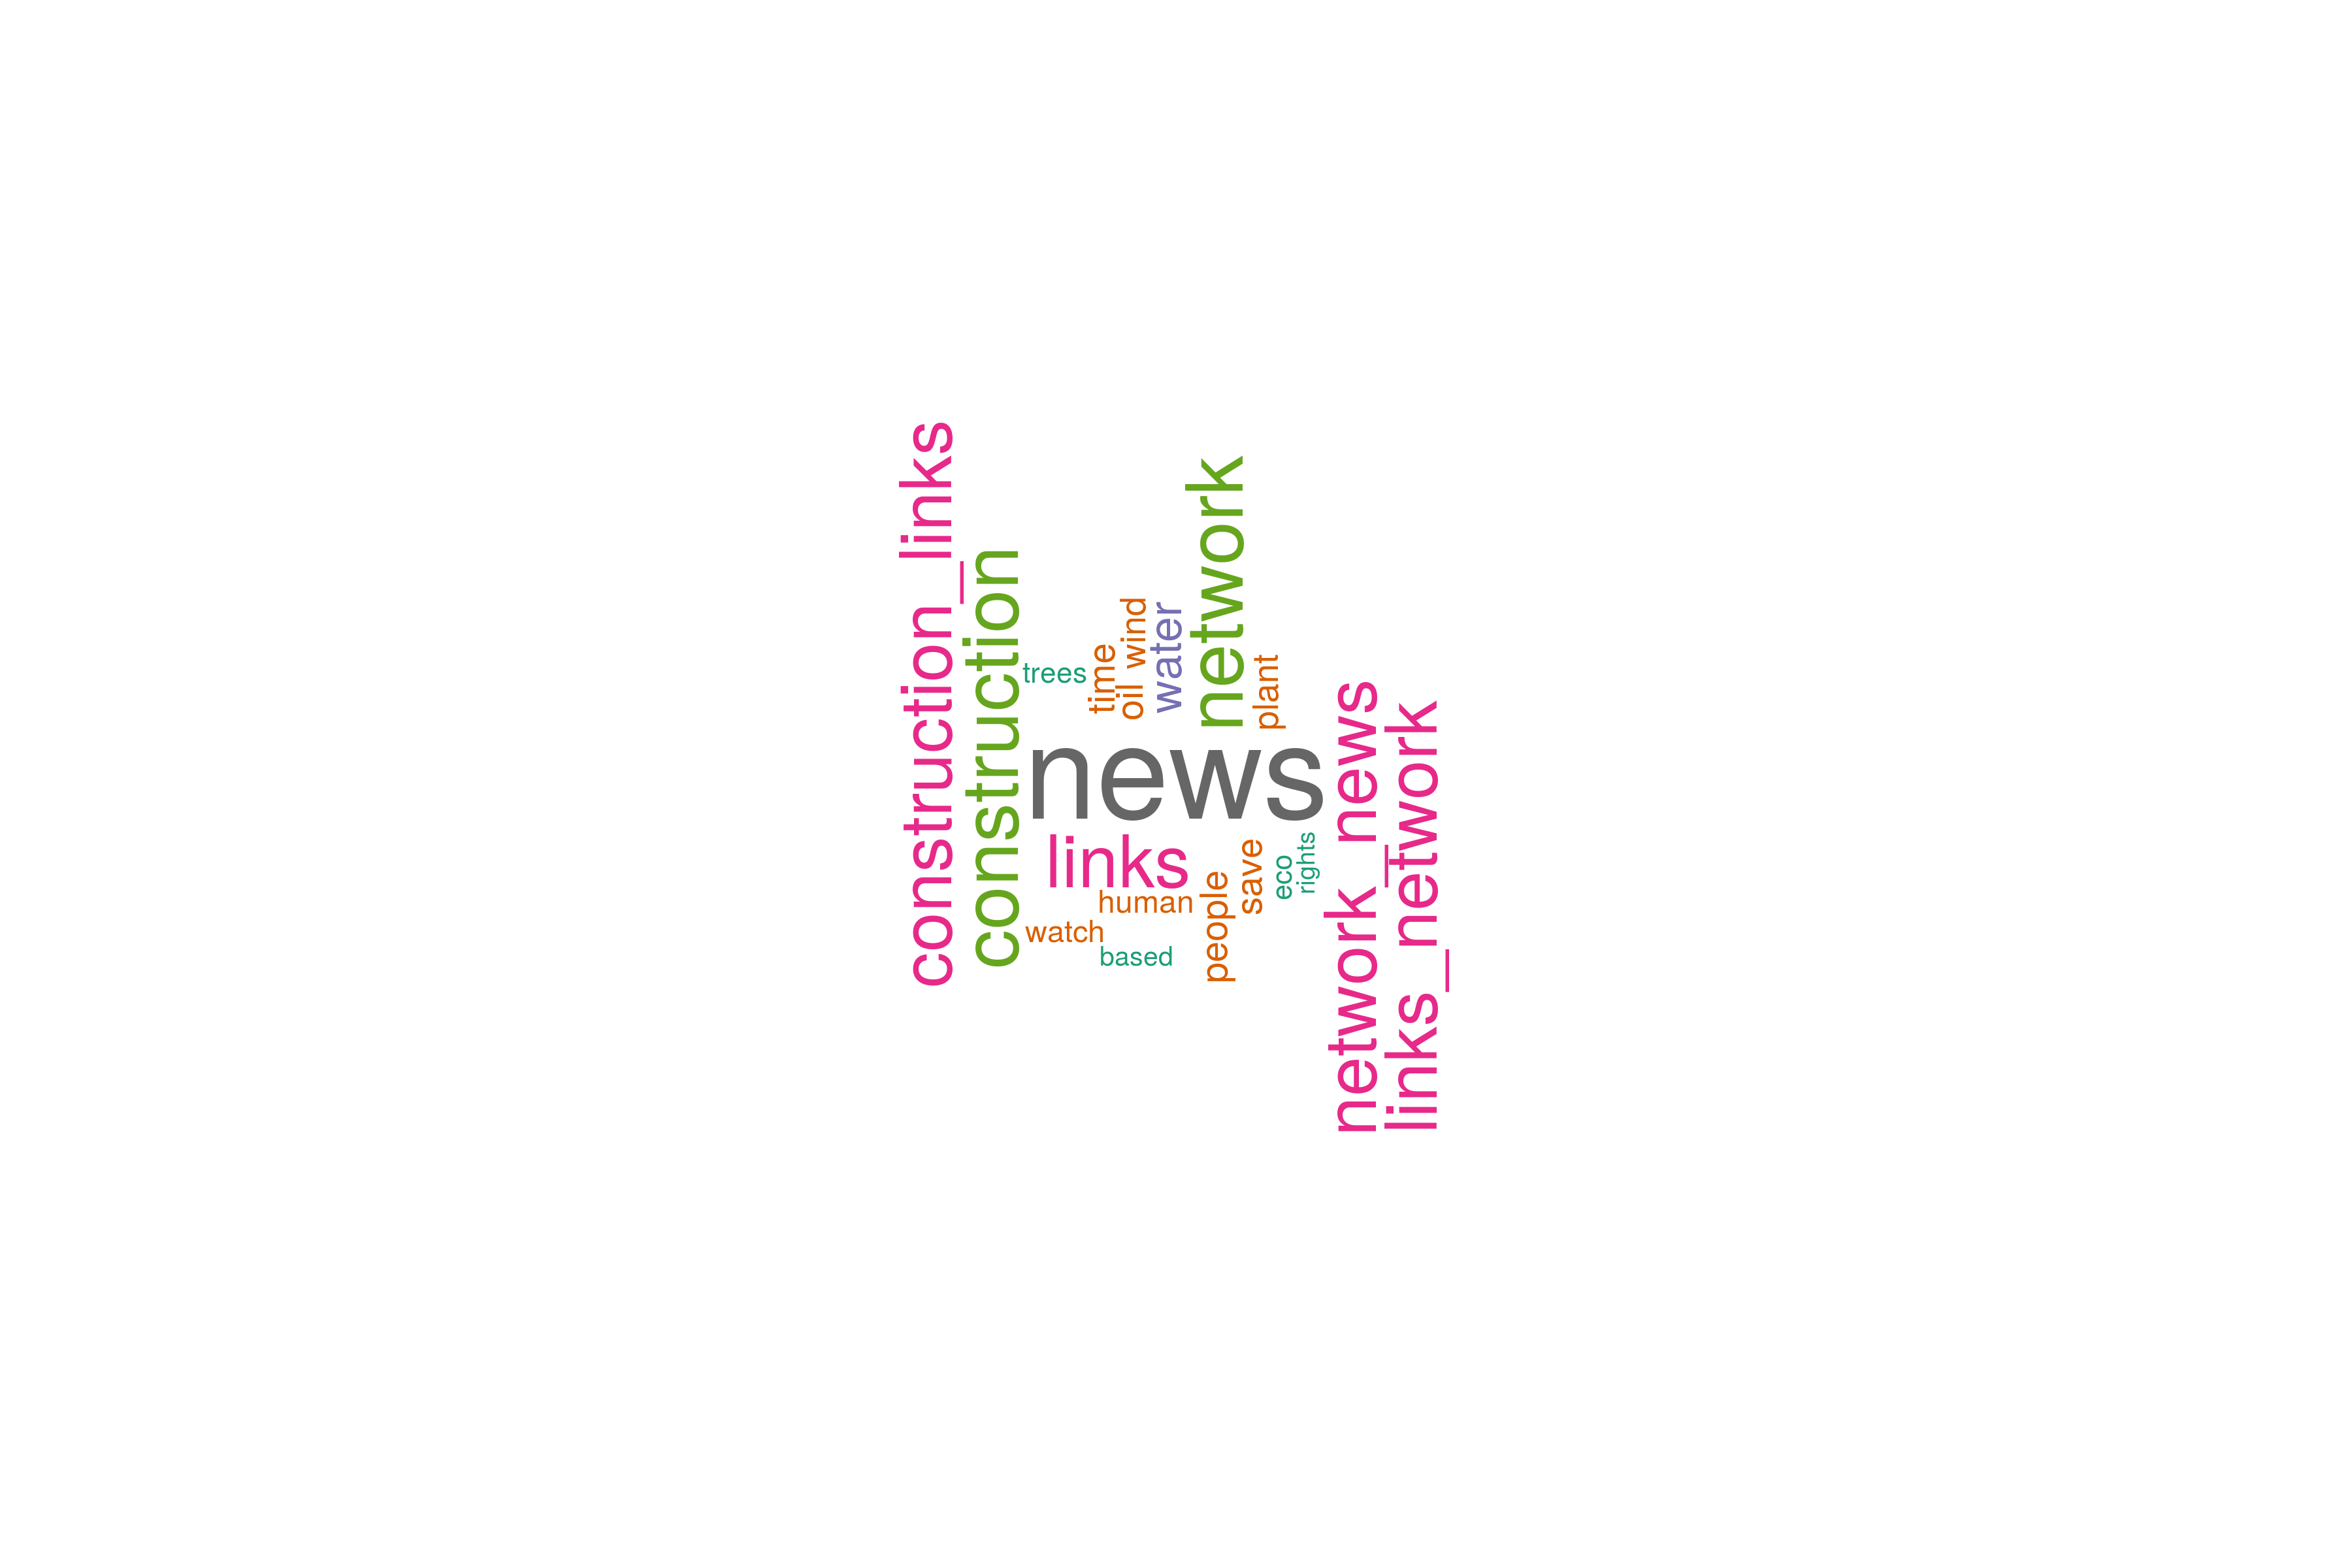 construction_links
construction
trees
time
oil
wind
water
network
plant
news
links
human
watch
based
people
save
eco
rights
network_news
links_network